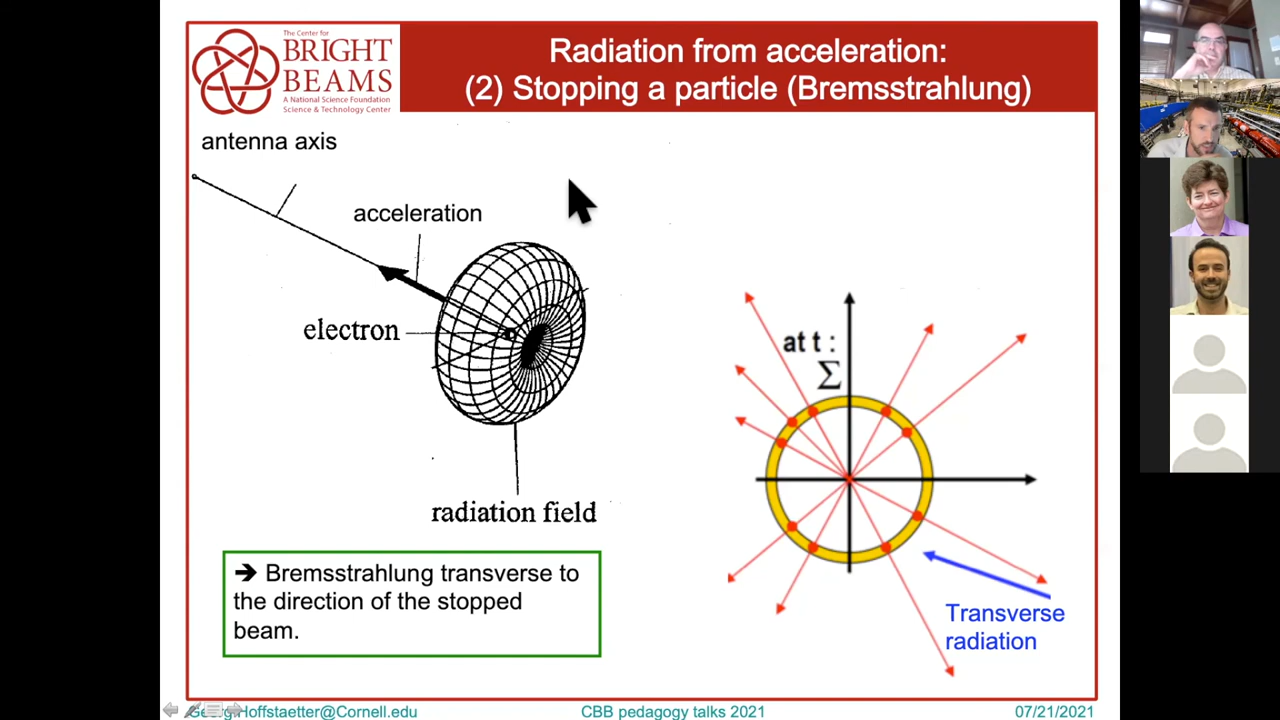 The Center for
BRIGHT
BEAMS
A National Science Foundation
Science & Technology Center
Radiation from acceleration:
(2) Stopping a particle (Bremsstrahlung)
antenna axis
acceleration
electron
radiation field
at t :
Σ
Transverse
radiation
➔ Bremsstrahlung transverse to
the direction of the stopped
beam.
Georg.Hoffstaetter@Cornell.edu
CBB pedagogy talks 2021
07/21/2021